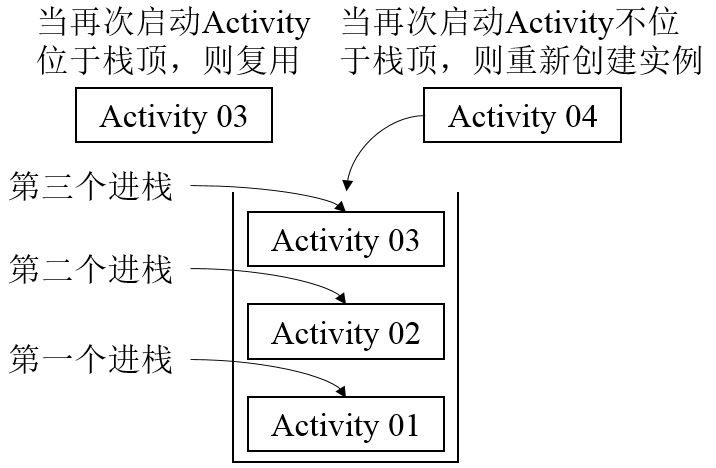 当再次启动Activity
位于栈顶，则复用
当再次启动Activity不位
于栈顶，则重新创建实例
Activity 03
Activity 04
第三个进栈
Activity 03
第二个进栈
Activity 02
第一个进栈
Activity 01